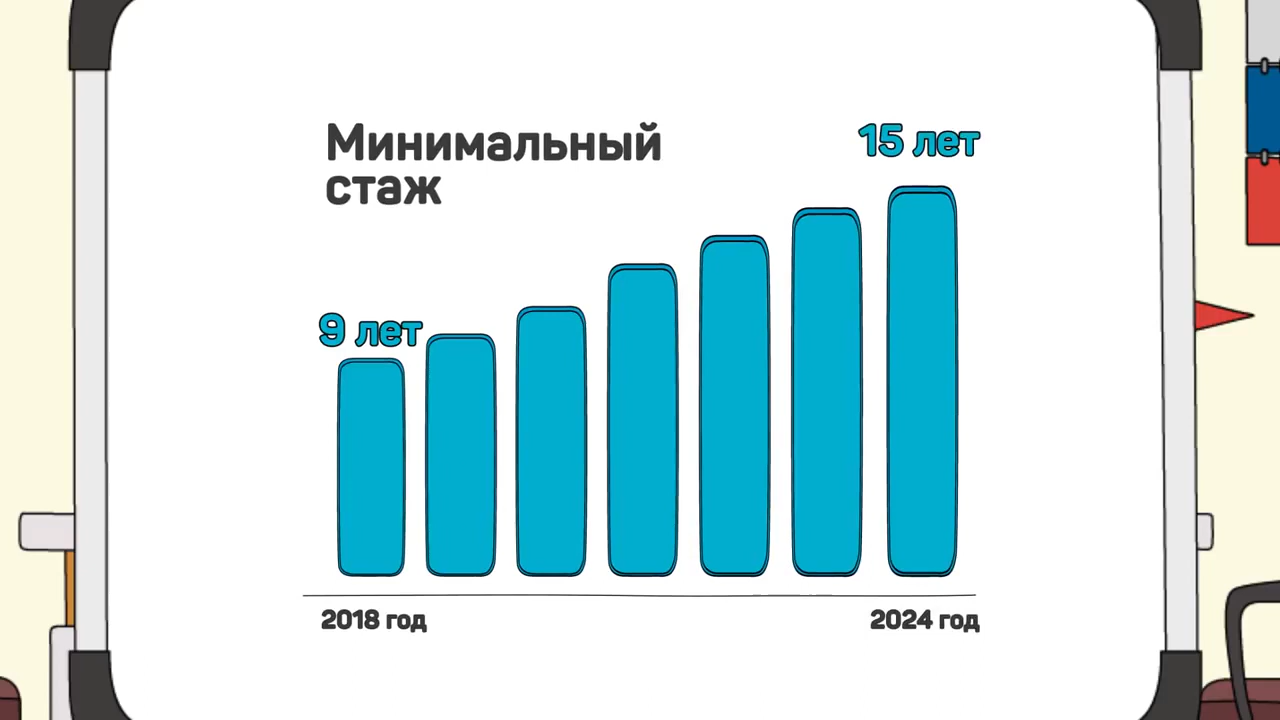 Минимальный
стаж
15 лет
9 лет
2018 год
2024 год